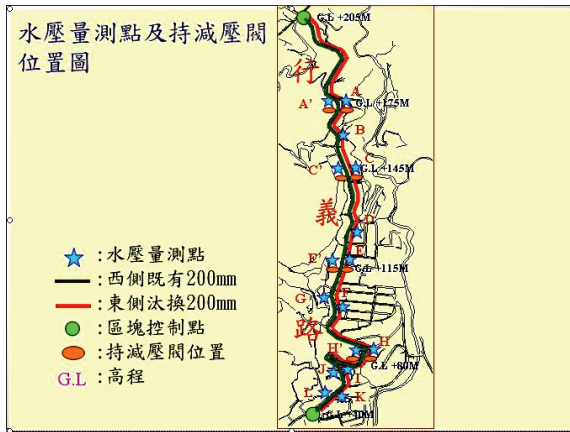 水壓量測點及持減壓閥
位置圖
G.L +205M
行
A
A' G.L +175M
B
C
C' G.L +145M
義
D
E
E' G.L +115M
G F
路
H' H
G.L +80M
J I
L K
G.L +40M
:水壓量測點
:西側既有200mm
:東側汰換200mm
:區塊控制點
:持減壓閥位置
G.L :高程